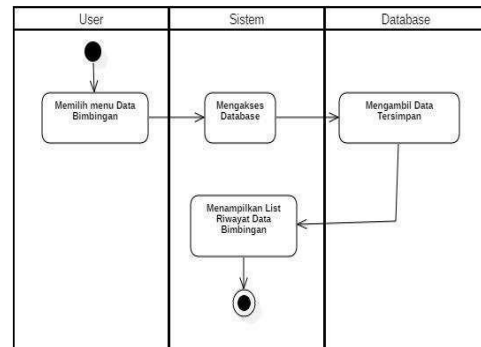 User
Sistem
Database
Memilih menu Data
Bimbingan
Mengakses
Database
Mengambil Data
Tersimpan
Menampilkan List
Riwayat Data
Bimbingan